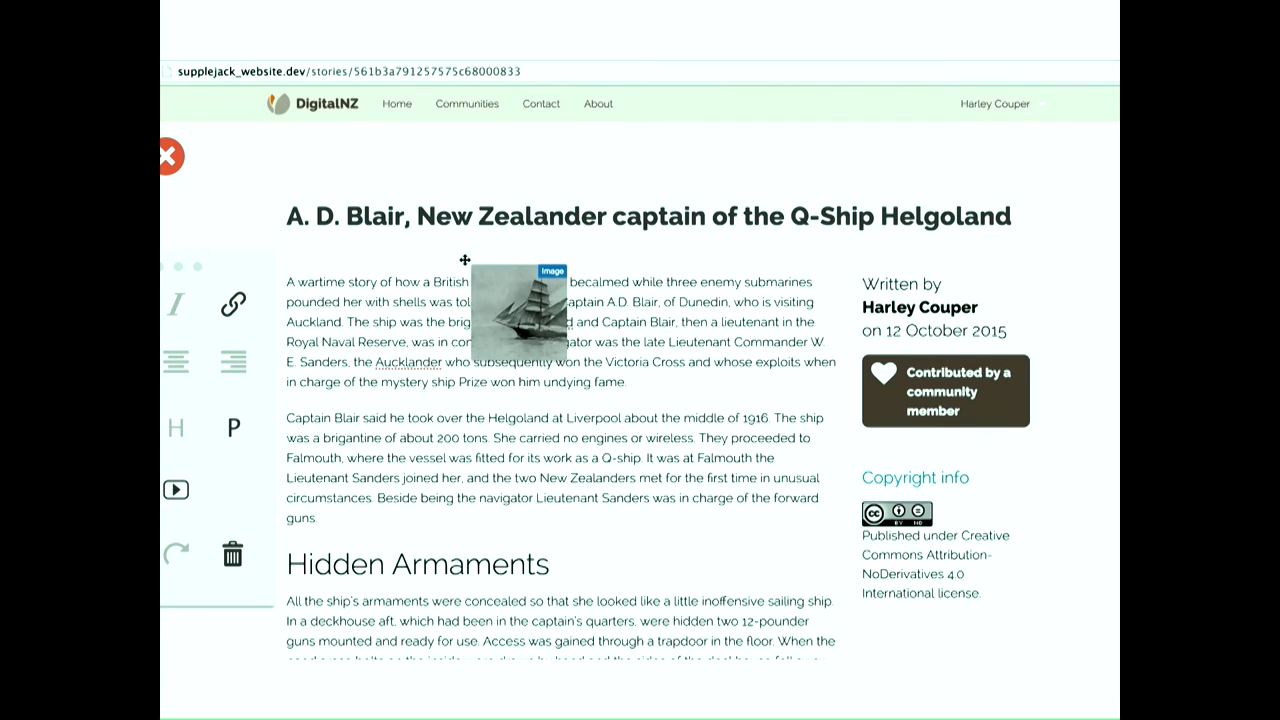 supplejack_website.dev/stories/561b3a791257575c68000833
DigitalNZ Home Communities Contact About Harley Couper
A. D. Blair, New Zealander captain of the Q-Ship Helgoland
Image
A wartime story of how a British becalmed while three enemy submarines
pounded her with shells was tol aptain A.D. Blair, of Dunedin, who is visiting
Auckland. The ship was the brig d and Captain Blair, then a lieutenant in the
Royal Naval Reserve, was in con gator was the late Lieutenant Commander W.
E. Sanders, the Aucklander who subsequently won the Victoria Cross and whose exploits when
in charge of the mystery ship Prize won him undying fame.
Captain Blair said he took over the Helgoland at Liverpool about the middle of 1916. The ship
was a brigantine of about 200 tons. She carried no engines or wireless. They proceeded to
Falmouth, where the vessel was fitted for its work as a Q-ship. It was at Falmouth the
Lieutenant Sanders joined her, and the two New Zealanders met for the first time in unusual
circumstances. Beside being the navigator Lieutenant Sanders was in charge of the forward
guns.
Hidden Armaments
All the ship's armaments were concealed so that she looked like a little inoffensive sailing ship.
In a deckhouse aft, which had been in the captain's quarters, were hidden two 12-pounder
guns mounted and ready for use. Access was gained through a trapdoor in the floor. When the
Written by
Harley Couper
on 12 October 2015
Contributed by a
community
member
Copyright info
CC
BY ND
Published under Creative
Commons Attribution-
NoDerivatives 4.0
International license.
I
H P